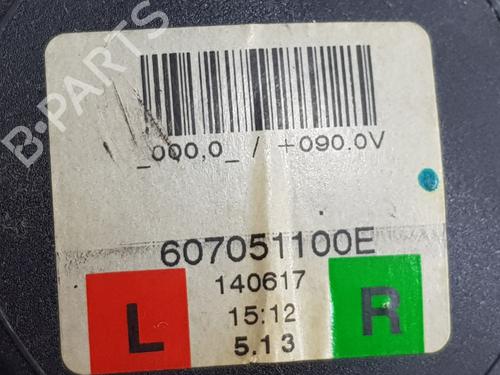 B-PARTS
_000,0_ / +090,0V
607051100E
L 140617 R
15:12
5.13